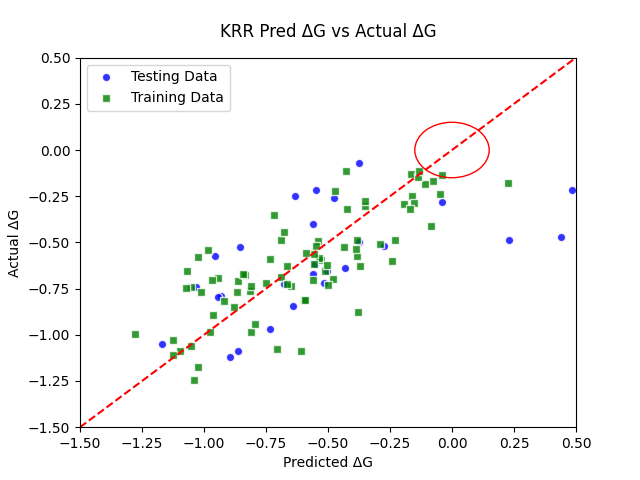 KRR Pred ΔG vs Actual ΔG
Testing Data
Training Data
0.50
0.25
0.00
−0.25
−0.50
−0.75
−1.00
−1.25
−1.50
Actual ΔG
−1.50 −1.25 −1.00 −0.75 −0.50 −0.25 0.00 0.25 0.50
Predicted ΔG